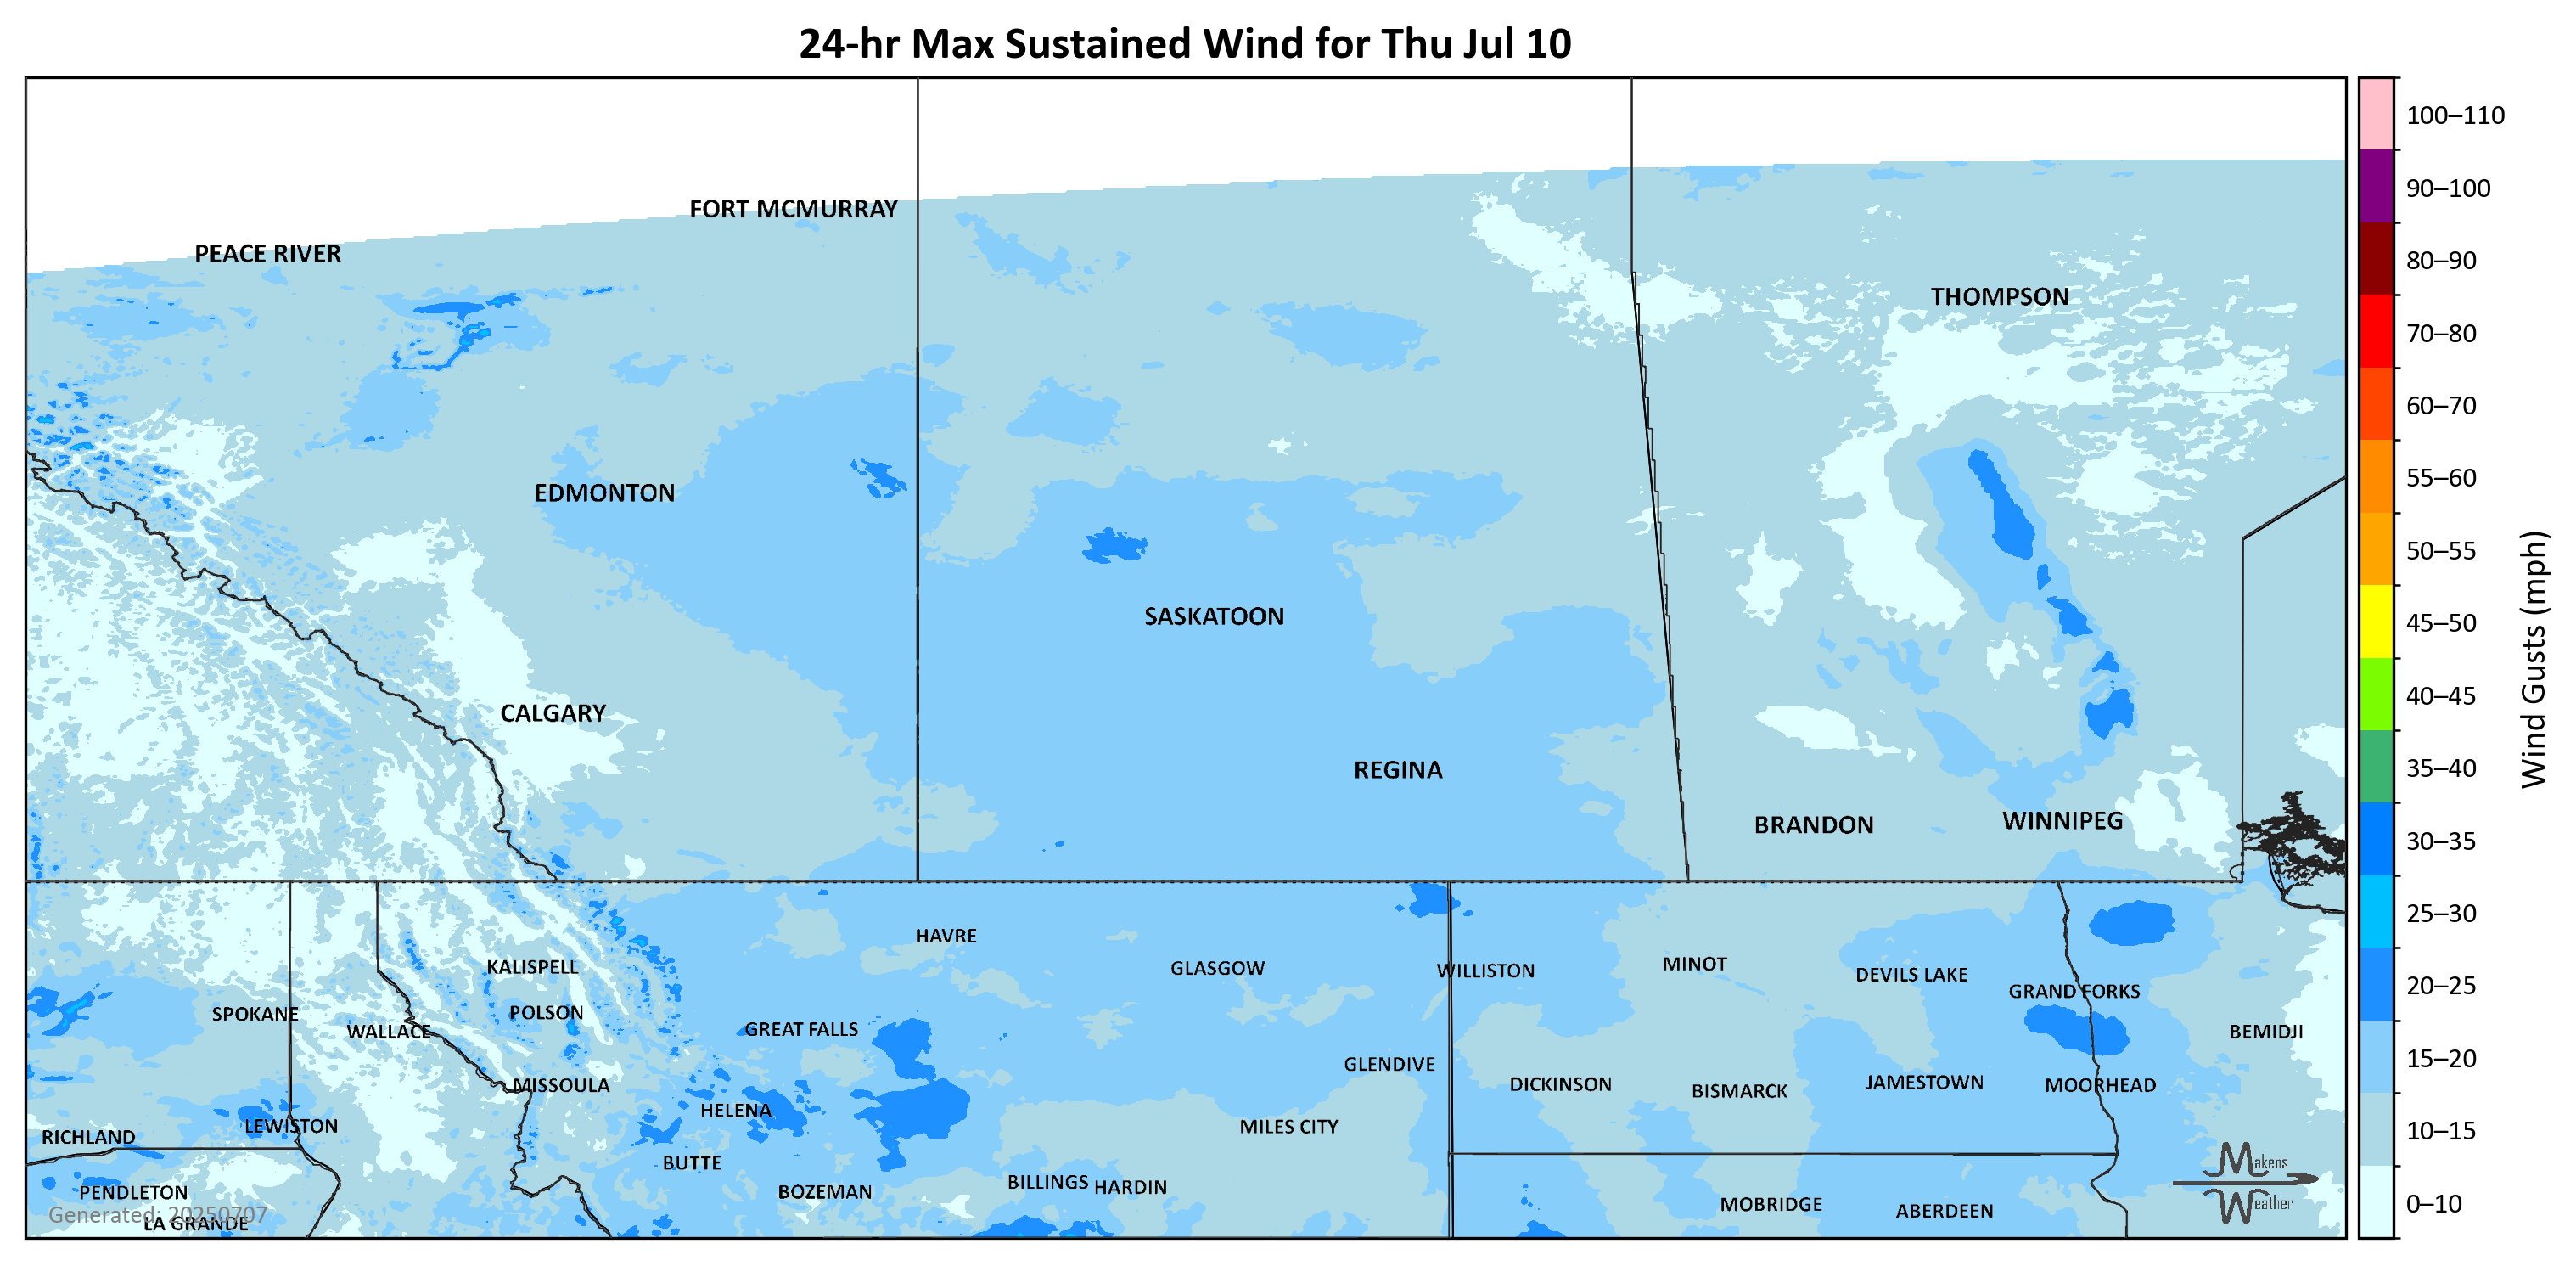 24-hr Max Sustained Wind for Thu Jul 10
100–110
90–100
80–90
70–80
60–70
55–60
50–55
45–50
40–45
35–40
30–35
25–30
20–25
15–20
10–15
0–10
Wind Gusts (mph)
FORT MCMURRAY
PEACE RIVER
THOMPSON
EDMONTON
SASKATOON
CALGARY
REGINA
BRANDON
WINNIPEG
HAVRE
KALISPELL
GLASGOW
WILLISTON
MINOT
DEVILS LAKE
GRAND FORKS
SPOKANE
POLSON
WALLACE
GREAT FALLS
BEMIDJI
GLENDIVE
MISSOULA
DICKINSON
BISMARCK
JAMESTOWN
MOORHEAD
HELENA
LEWISTON
MILES CITY
RICHLAND
BUTTE
PENDLETON
BOZEMAN
BILLINGS
HARDIN
MOBRIDGE
ABERDEEN
LA GRANDE
Generated: 20250707
Makens
Weather